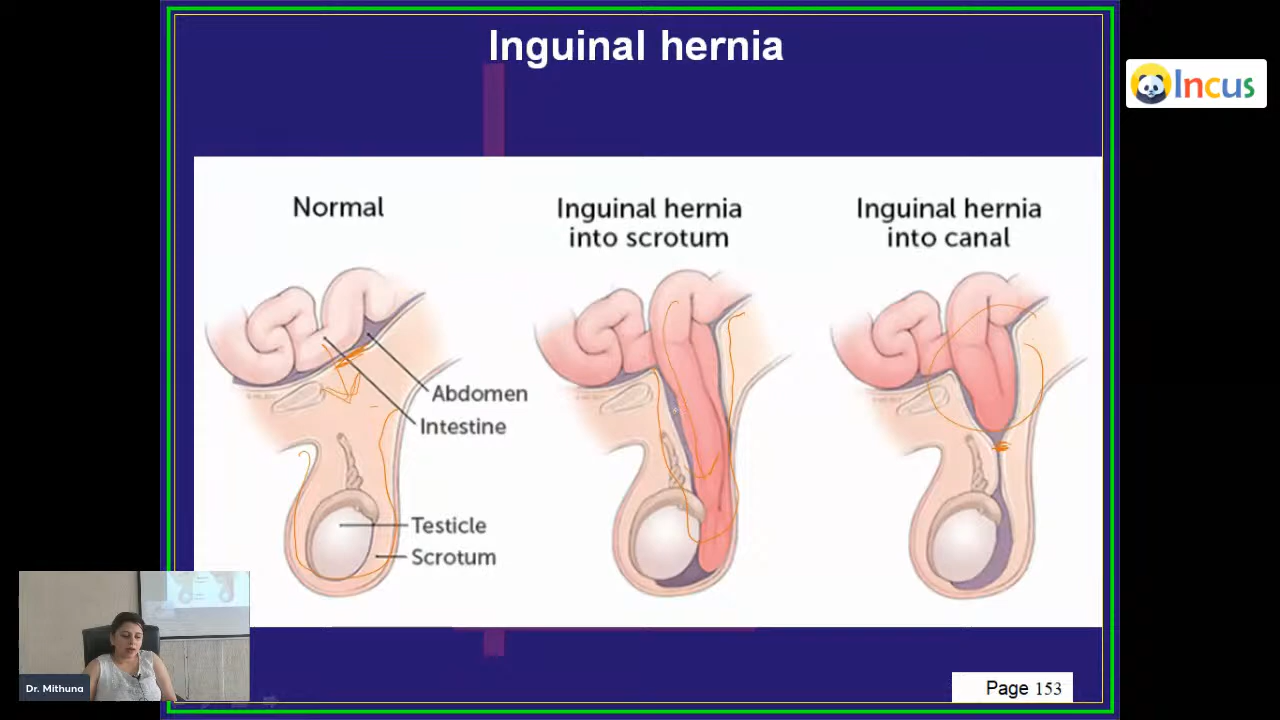 Inguinal hernia
Incus
Normal
Inguinal hernia
into scrotum
Inguinal hernia
into canal
Abdomen
Intestine
Testicle
Scrotum
Dr. Mithuna
Page 153